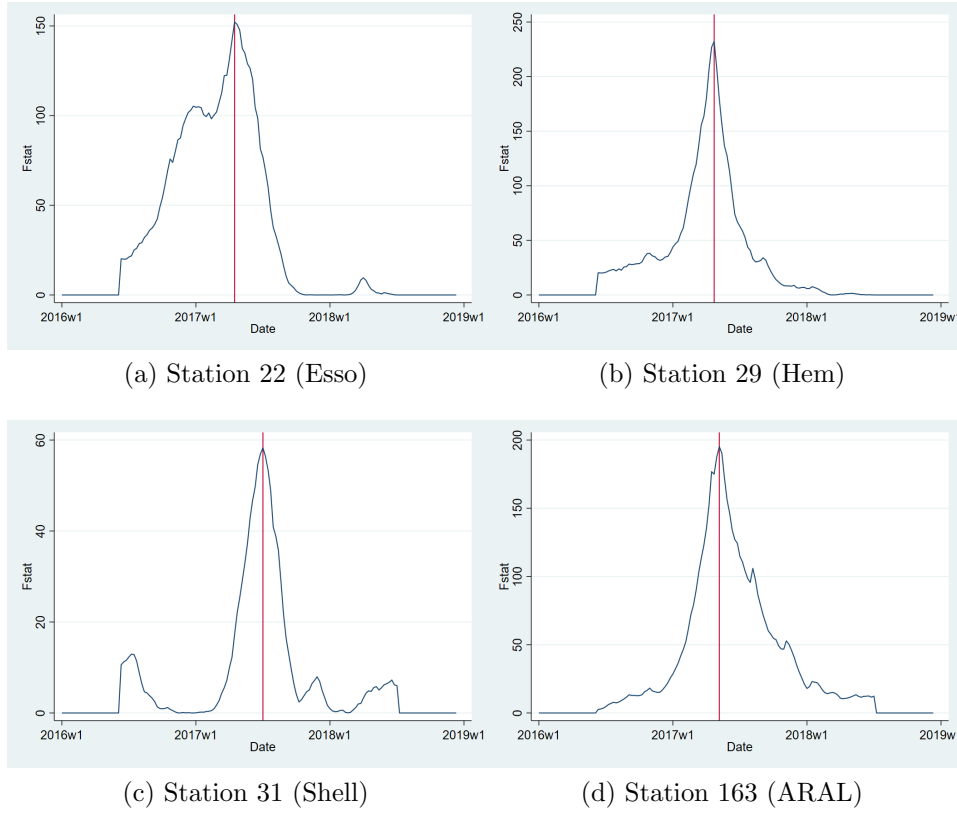 150
100
50
0
Fstat
2016w1 2017w1 2018w1 2019w1
Date
(a) Station 22 (Esso)
250
200
150
100
50
0
Fstat
2016w1 2017w1 2018w1 2019w
Date
(b) Station 29 (Hem)
60
40
20
0
Fstat
2016w1 2017w1 2018w1 2019w1
Date
(c) Station 31 (Shell)
200
150
100
50
0
Fstat
2016w1 2017w1 2018w1 2019w
Date
(d) Station 163 (ARAL)